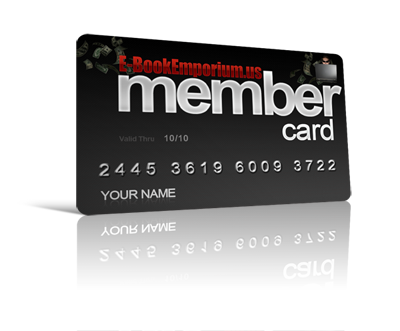 E-BookEmporium.us
member
card
Valid Thru 10/10
2445 3619 6009 3722
YOUR NAME